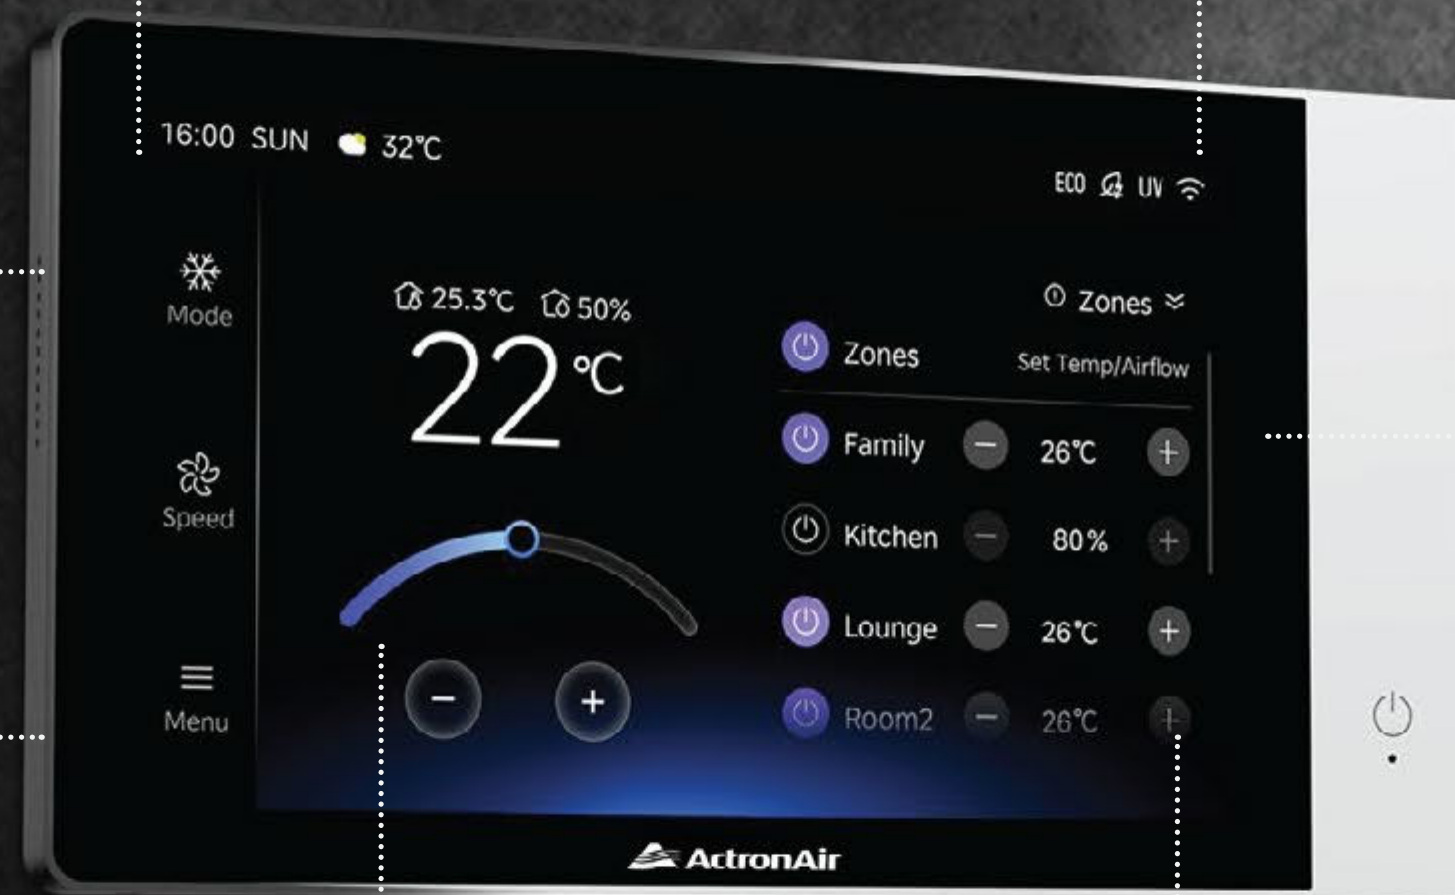 16:00 SUN 32°C
ECO UV
Mode
25.3°C 50%
22°C
Zones
Zones
Set Temp/Airflow
Family
26°C
Speed
Kitchen
80%
Lounge
26°C
Menu
Room2
26°C
ActronAir